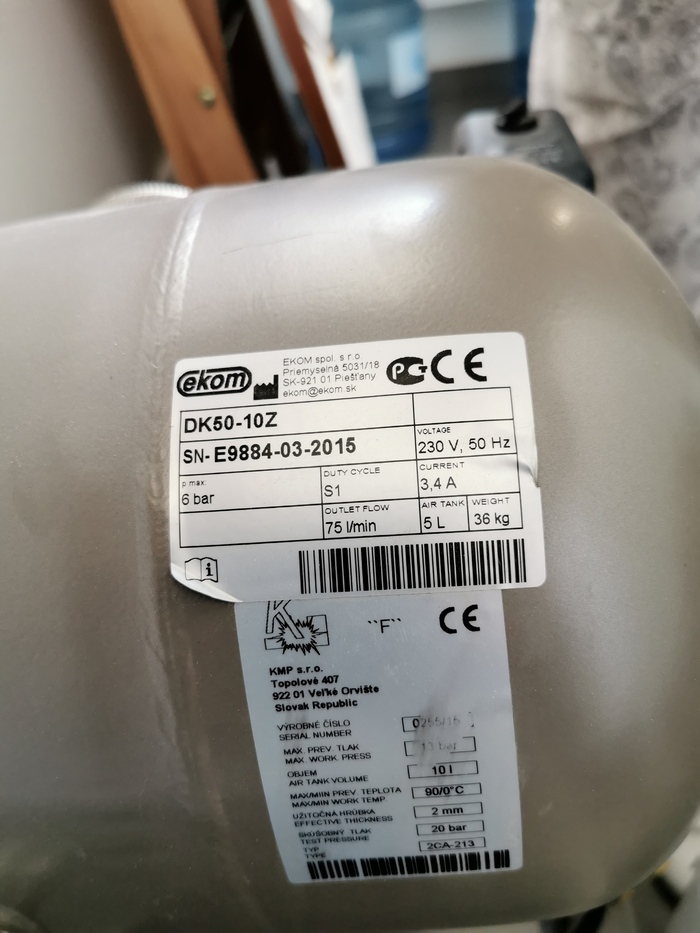 ekom
EKOM spol. s r.o
Priemyselná 5031/18
SK-921 01 Piešťany
ekom@ekom.sk
CE
DK50-10Z
SN- E9884-03-2015
VOLTAGE
230 V, 50 Hz
p max:
6 bar
DUTY CYCLE
S1
CURRENT
3,4 A
OUTLET FLOW
75 l/min
AIR TANK
5 L
WEIGHT
36 kg
i
K
``F``
CE
KMP s.r.o.
Topolové 407
922 01 Veľké Orvište
Slovak Republic
VÝROBNÉ ČÍSLO
SERIAL NUMBER
MAX. PREV. TLAK
MAX. WORK. PRESS
bar
OBJEM
AIR TANK VOLUME
10 l
MAX/MIIN PREV. TEPLOTA
MAX/MIN WORK TEMP
90/0°C
UŽITOČNÁ HRÚBKA
EFFECTIVE THICKNESS
2 mm
SKÚŠOBNÝ TLAK
TEST PRESSURE
20 bar
TYP
TYPE
2CA-213